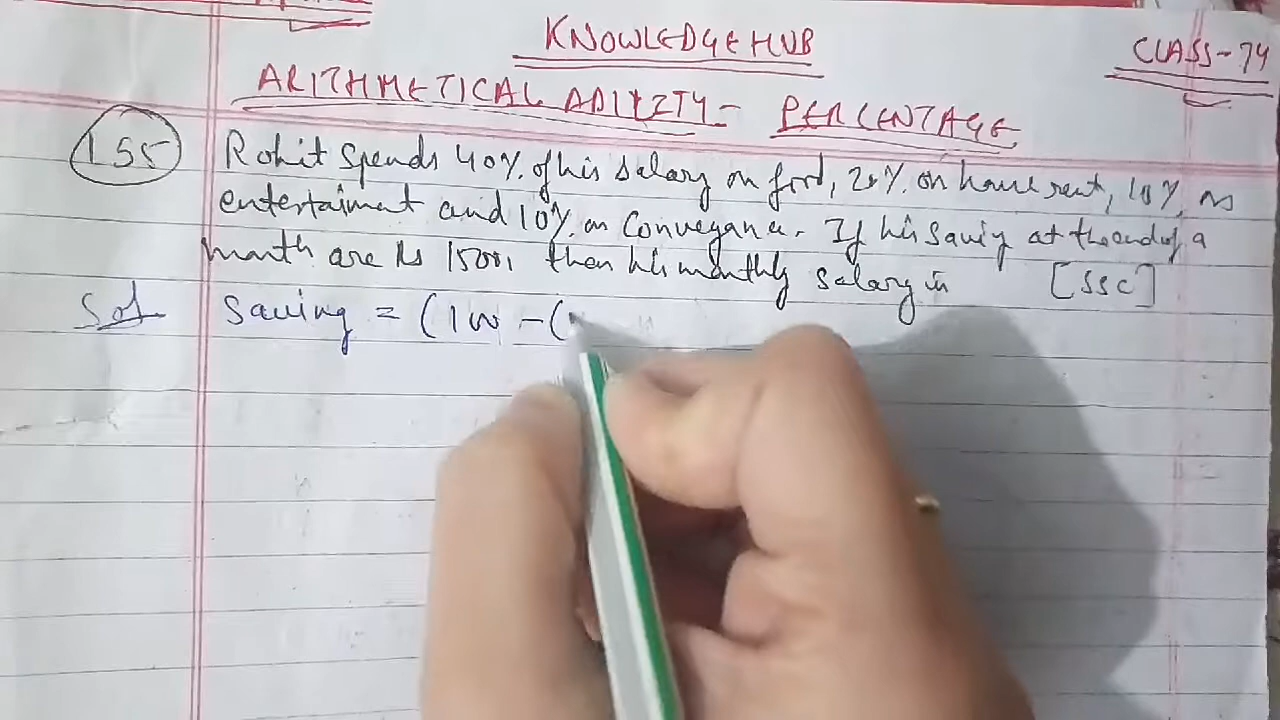 KNOWLEDGE HUB
CLASS-74
ARITHMETICAL ABILITY- PERCENTAGE
155 Rohit spends 40% of his salary on food, 20% on house rent, 10% on
entertaiment and 10% on Conveyance. If his Saving at the end of a
month are Rs 1500, then his monthly salary is [SSC]
Sol Saving = (100 - (